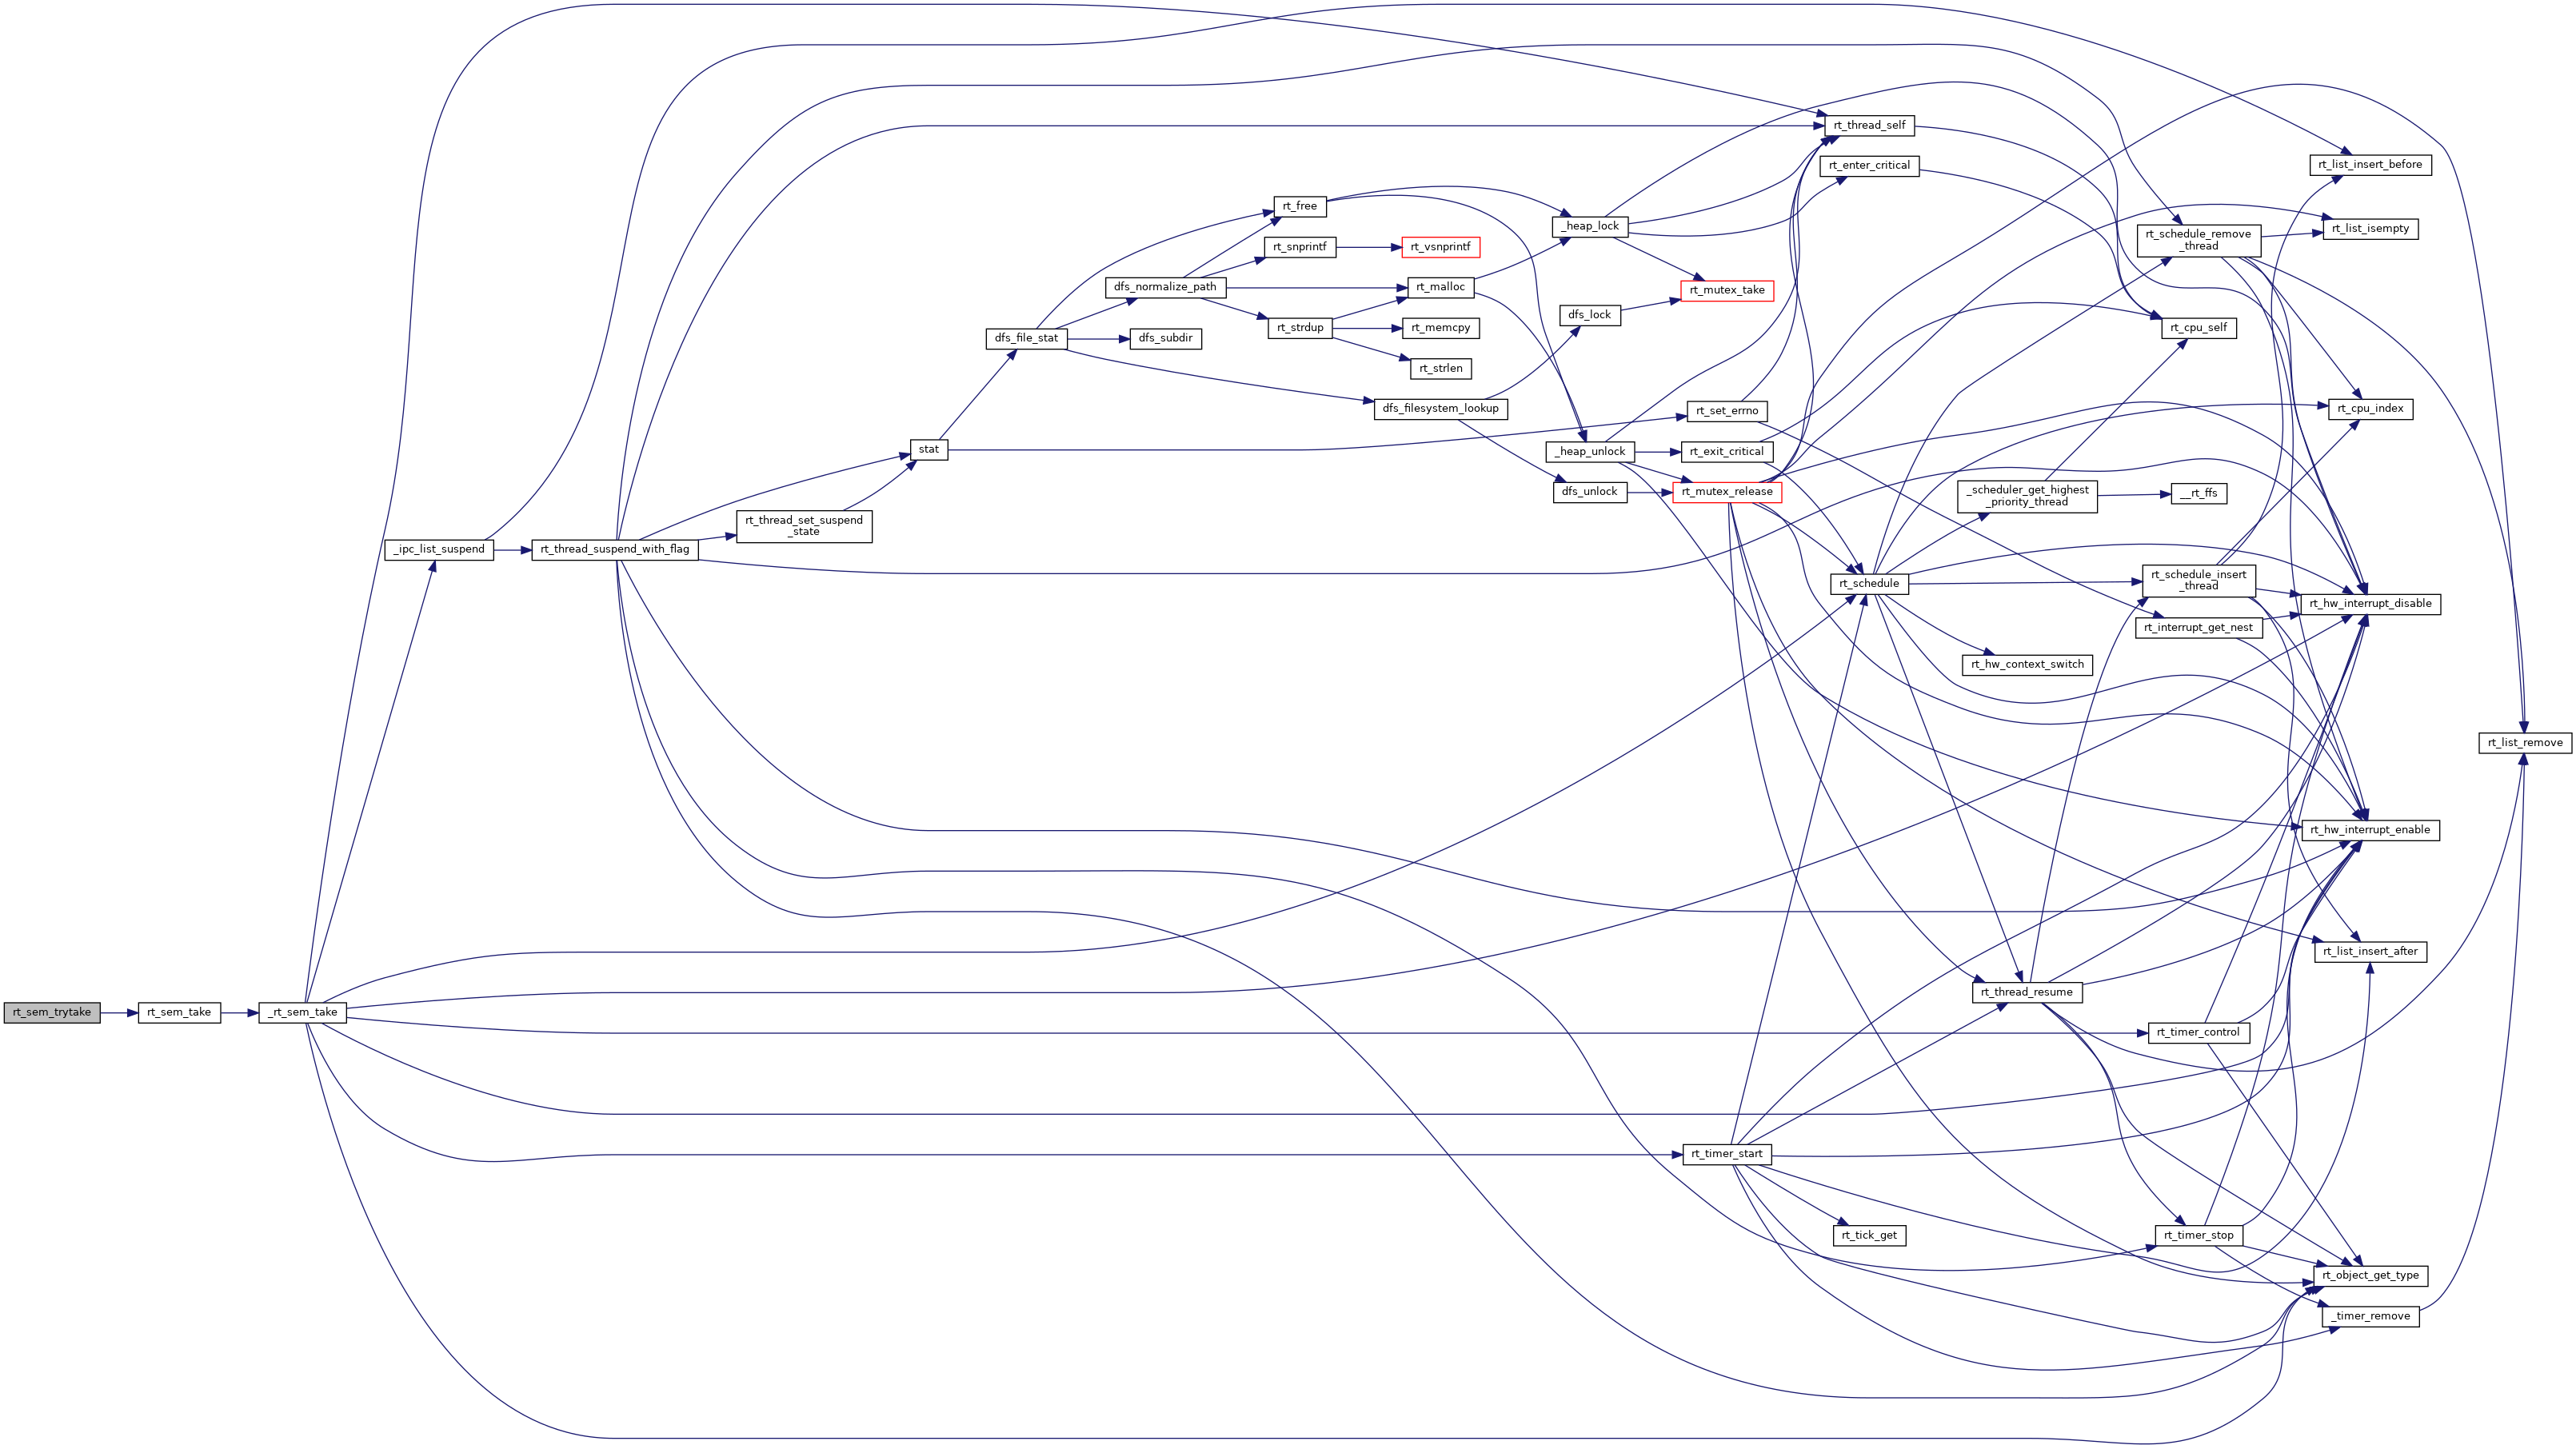 rt_sem_trytake
rt_sem_take
_rt_sem_take
_ipc_list_suspend
rt_thread_suspend_with_flag
rt_thread_set_suspend
_state
stat
dfs_file_stat
dfs_normalize_path
dfs_subdir
rt_free
rt_snprintf
rt_strdup
rt_vsnprintf
rt_malloc
rt_memcpy
rt_strlen
dfs_filesystem_lookup
_heap_lock
dfs_lock
_heap_unlock
dfs_unlock
rt_mutex_take
rt_set_errno
rt_exit_critical
rt_mutex_release
rt_timer_start
rt_thread_self
rt_enter_critical
rt_schedule
rt_tick_get
_scheduler_get_highest
_priority_thread
rt_hw_context_switch
rt_thread_resume
rt_schedule_remove
_thread
rt_cpu_self
__rt_ffs
rt_schedule_insert
_thread
rt_interrupt_get_nest
rt_timer_control
rt_timer_stop
rt_list_insert_before
rt_list_isempty
rt_cpu_index
rt_hw_interrupt_disable
rt_hw_interrupt_enable
rt_list_insert_after
rt_object_get_type
_timer_remove
rt_list_remove